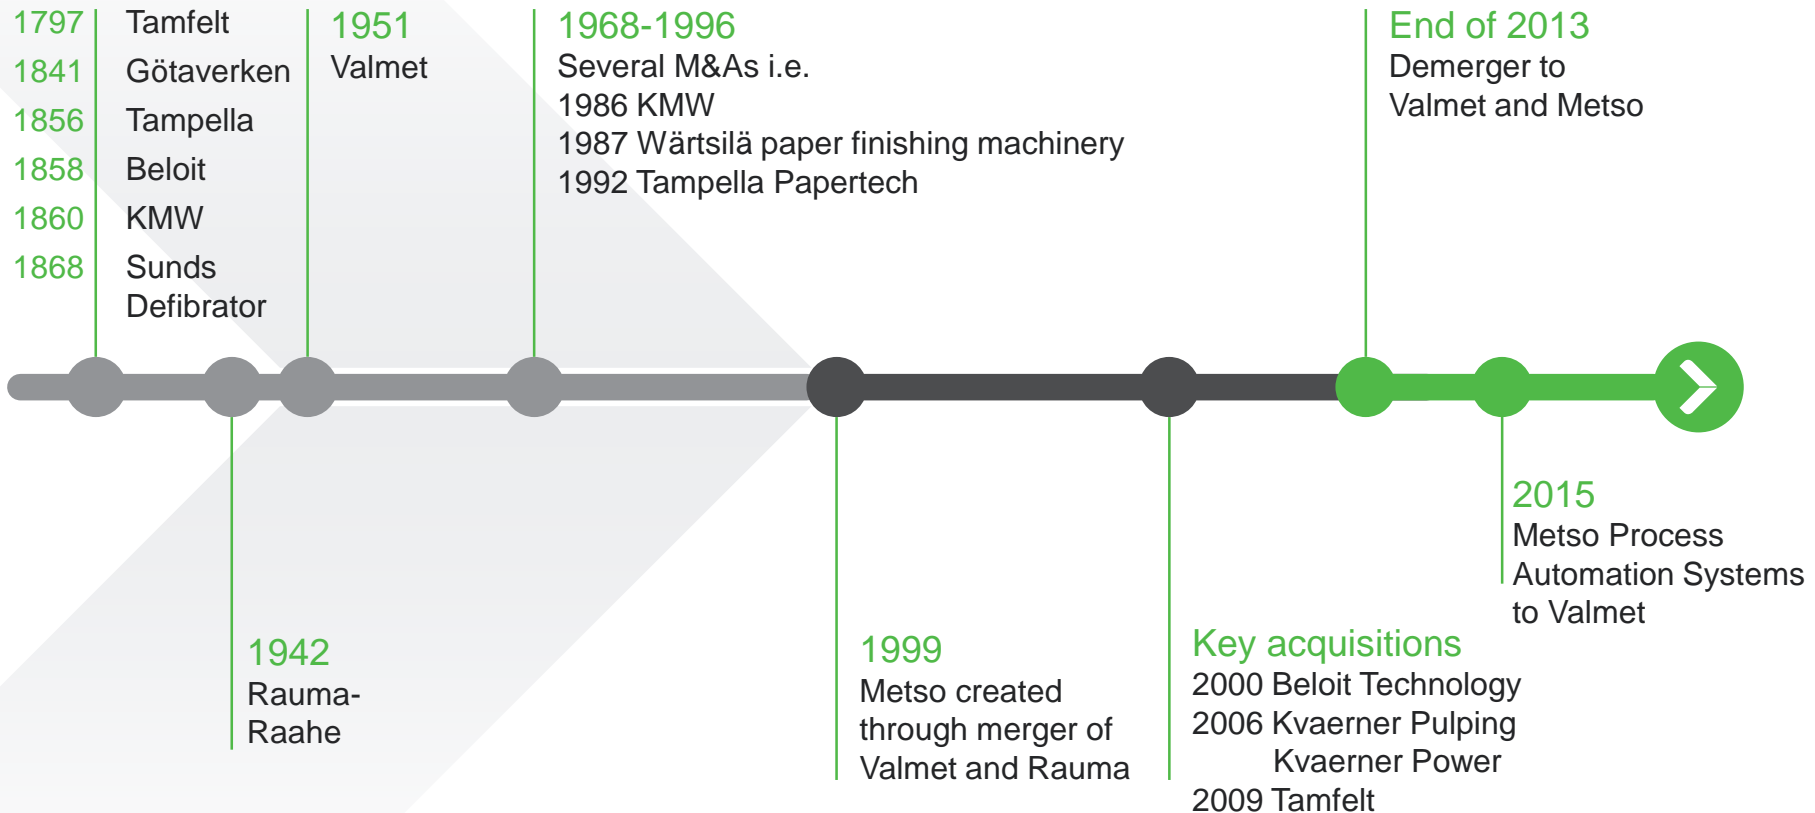 1797 Tamfelt
1841 Götaverken
1856 Tampella
1858 Beloit
1860 KMW
1868 Sunds
Defibrator
1951
Valmet
1968-1996
Several M&As i.e.
1986 KMW
1987 Wärtsilä paper finishing machinery
1992 Tampella Papertech
End of 2013
Demerger to
Valmet and Metso
1942
Rauma-
Raahe
1999
Metso created
through merger of
Valmet and Rauma
Key acquisitions
2000 Beloit Technology
2006 Kvaerner Pulping
Kvaerner Power
2009 Tamfelt
2015
Metso Process
Automation Systems
to Valmet